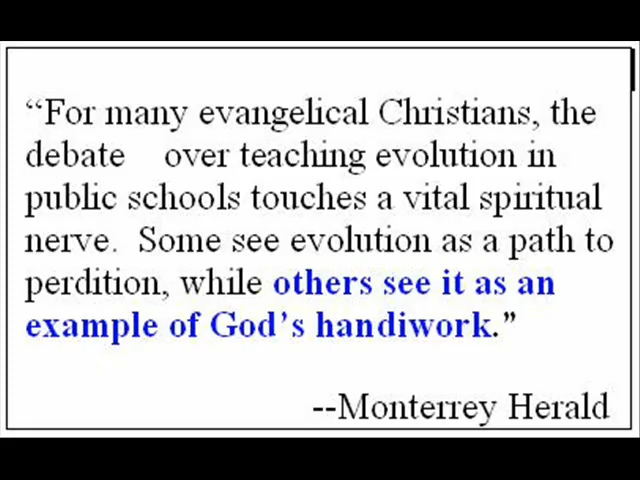 “For many evangelical Christians, the
debate over teaching evolution in
public schools touches a vital spiritual
nerve. Some see evolution as a path to
perdition, while others see it as an
example of God’s handiwork.”
--Monterrey Herald